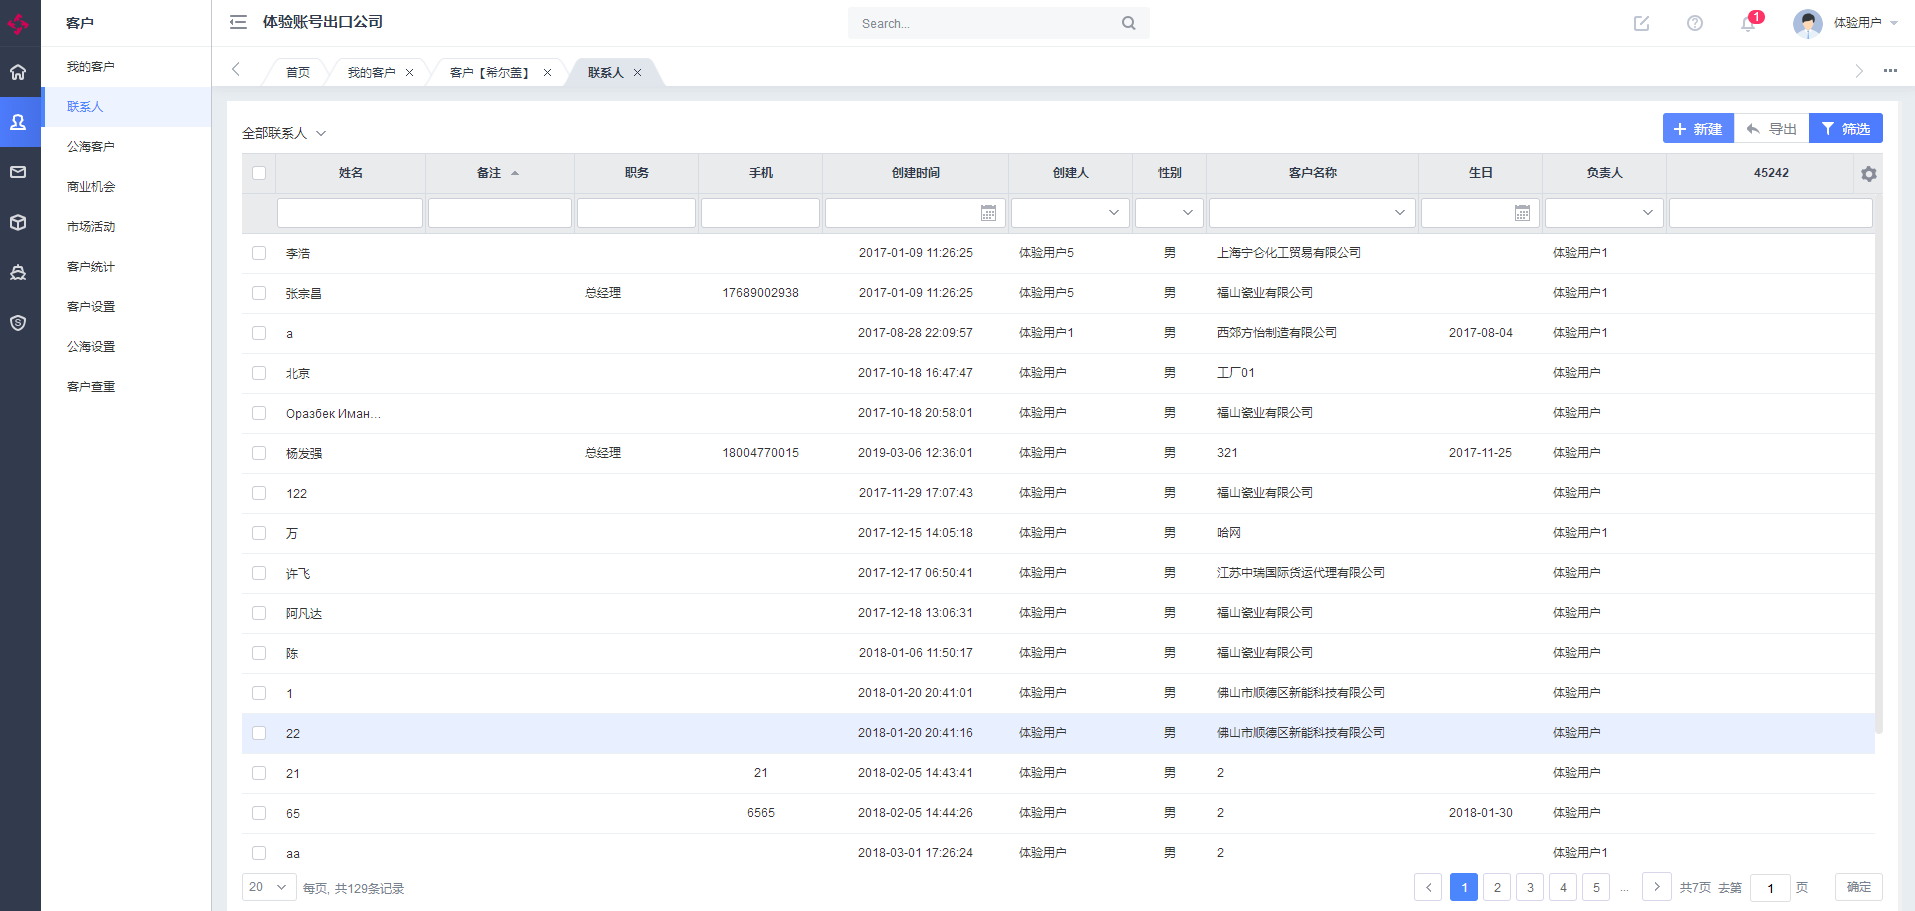 客户
体验账号出口公司
Search...
1
体验用户
我的客户
联系人
公海客户
商业机会
市场活动
客户统计
客户设置
公海设置
客户查重
首页
我的客户
客户【希尔盖】
联系人
全部联系人
新建
导出
筛选
姓名 备注 职务 手机 创建时间 创建人 性别 客户名称 生日 负责人 45242
李浩 2017-01-09 11:26:25 体验用户5 男 上海宁仑化工贸易有限公司 体验用户1
张宗昌 总经理 17689002938 2017-01-09 11:26:25 体验用户5 男 福山瓷业有限公司 体验用户1
a 2017-08-28 22:09:57 体验用户1 男 西郊方怡制造有限公司 2017-08-04 体验用户1
北京 2017-10-18 16:47:47 体验用户 男 工厂01 体验用户
Оразбек Иман... 2017-10-18 20:58:01 体验用户 男 福山瓷业有限公司 体验用户
杨发强 总经理 18004770015 2019-03-06 12:36:01 体验用户 男 321 2017-11-25 体验用户
122 2017-11-29 17:07:43 体验用户 男 福山瓷业有限公司 体验用户
万 2017-12-15 14:05:18 体验用户 男 哈网 体验用户1
许飞 2017-12-17 06:50:41 体验用户 男 江苏中瑞国际货运代理有限公司 体验用户
阿凡达 2017-12-18 13:06:31 体验用户 男 福山瓷业有限公司 体验用户
陈 2018-01-06 11:50:17 体验用户 男 福山瓷业有限公司 体验用户
1 2018-01-20 20:41:01 体验用户 男 佛山市顺德区新能科技有限公司 体验用户
22 2018-01-20 20:41:16 体验用户 男 佛山市顺德区新能科技有限公司 体验用户
21 21 2018-02-05 14:43:41 体验用户 男 2 体验用户
65 6565 2018-02-05 14:44:26 体验用户 男 2 2018-01-30 体验用户
aa 2018-03-01 17:26:24 体验用户 男 2 体验用户1
20 每页, 共129条记录
1 2 3 4 5 ... 共7页 去第 1 页 确定